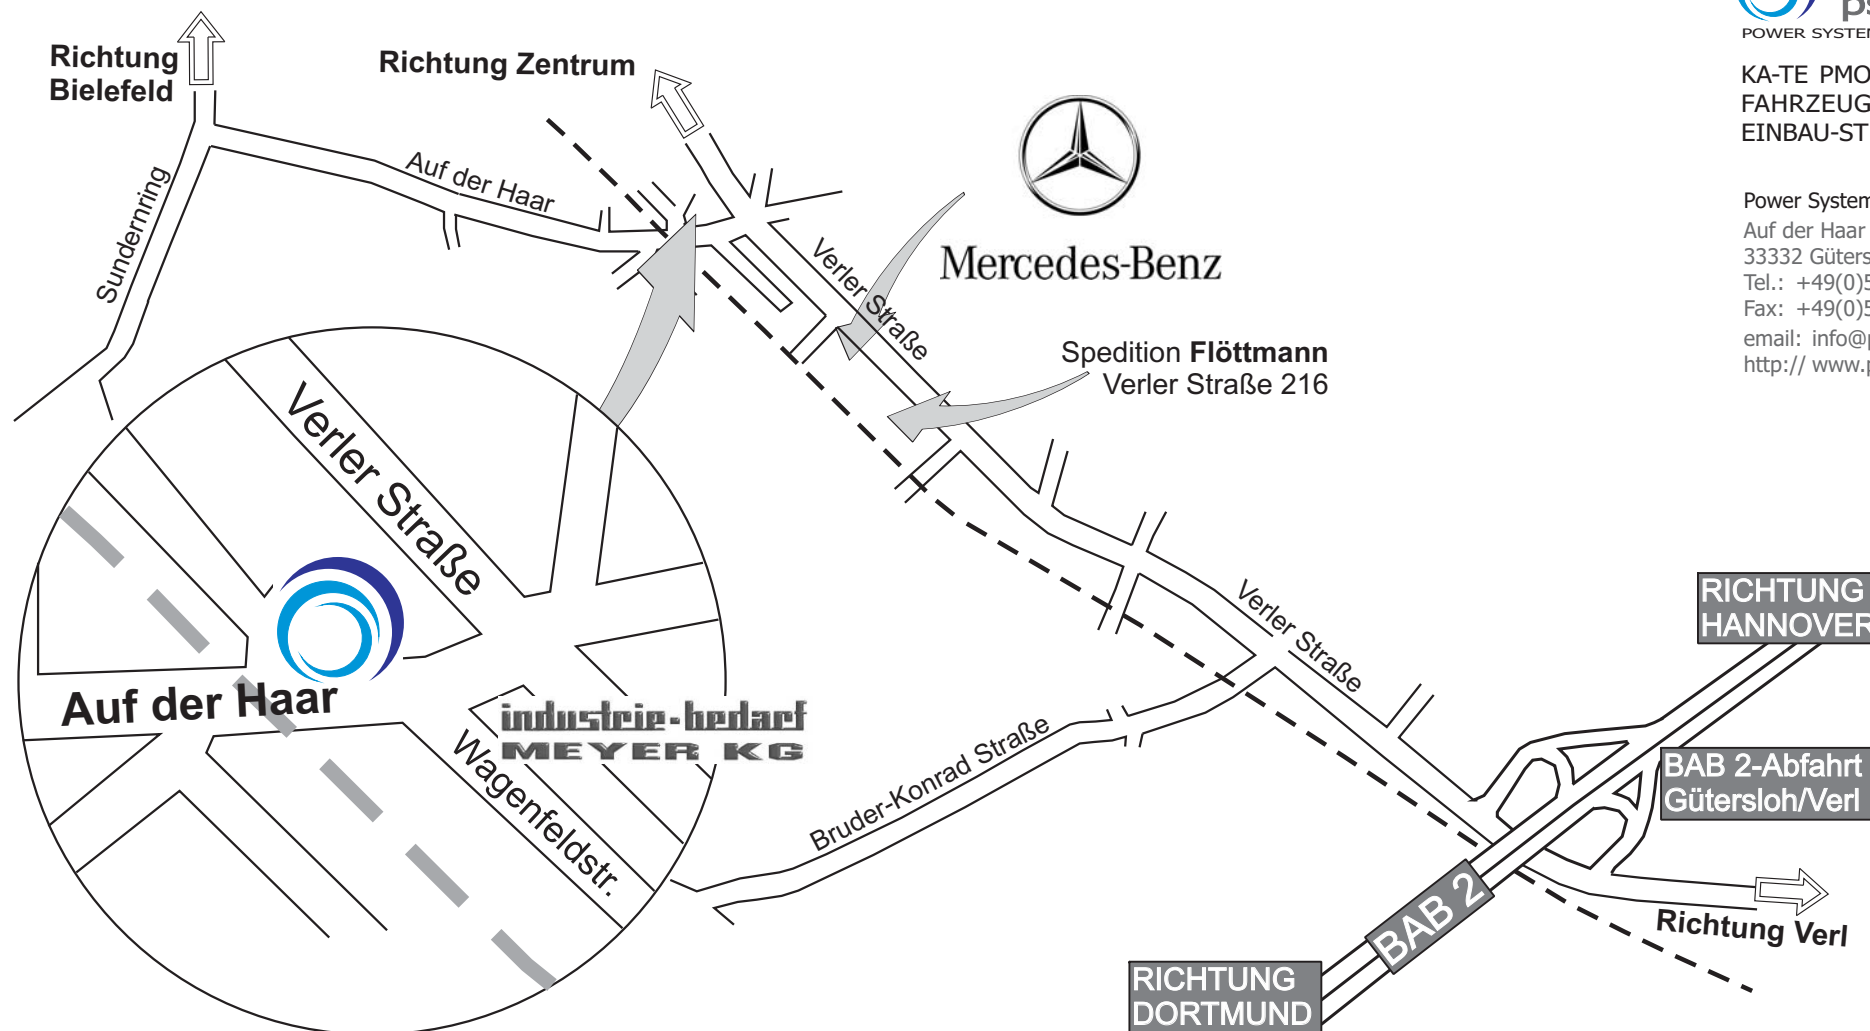 Richtung
Bielefeld
Richtung Zentrum
Sundernring
Auf der Haar
Verler Straße
Mercedes-Benz
Spedition Flöttmann
Verler Straße 216
POWER SYSTEM
KA-TE PMO
FAHRZEUG
EINBAU-ST
Power System
Auf der Haar
33332 Güters
Tel.: +49(0)5
Fax: +49(0)5
email: info@p
http:// www.p
Verler Straße
Auf der Haar
industrie-bedarf
MEYER KG
Wagenfeldstr.
Bruder-Konrad Straße
Verler Straße
RICHTUNG
HANNOVER
BAB 2-Abfahrt
Gütersloh/Verl
BAB 2
Richtung Verl
RICHTUNG
DORTMUND